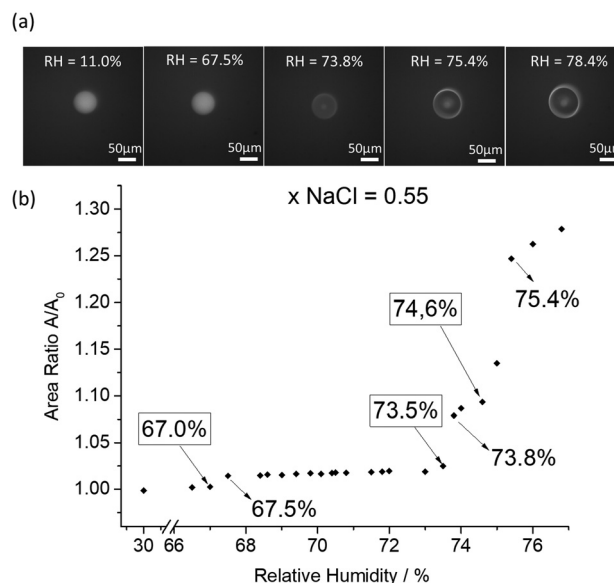 (a)
RH = 11.0% RH = 67.5% RH = 73.8% RH = 75.4% RH = 78.4%
50µm 50µm 50µm 50µm 50µm
(b)
x NaCl = 0.55
1.30
1.25
1.20
1.15
1.10
1.05
1.00
Area Ratio A/A0
75.4%
74,6%
73.5%
67.0%
73.8%
67.5%
30 66 68 70 72 74 76
Relative Humidity / %